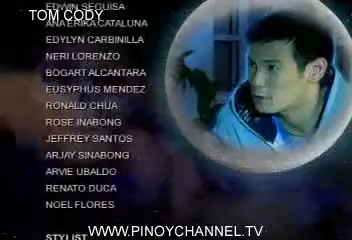 EDWIN SEGUISA
TOM CODY
ANA ERIKA CATALUNA
EDYLYN CARBINILLA
NERI LORENZO
BOGART ALCANTARA
EUSYPHUS MENDEZ
RONALD CHUA
ROSE INABONG
JEFFREY SANTOS
ARJAY SINABONG
ARVIE UBALDO
RENATO DUCA
NOEL FLORES
STYLIST
WWW.PINOYCHANNEL.TV